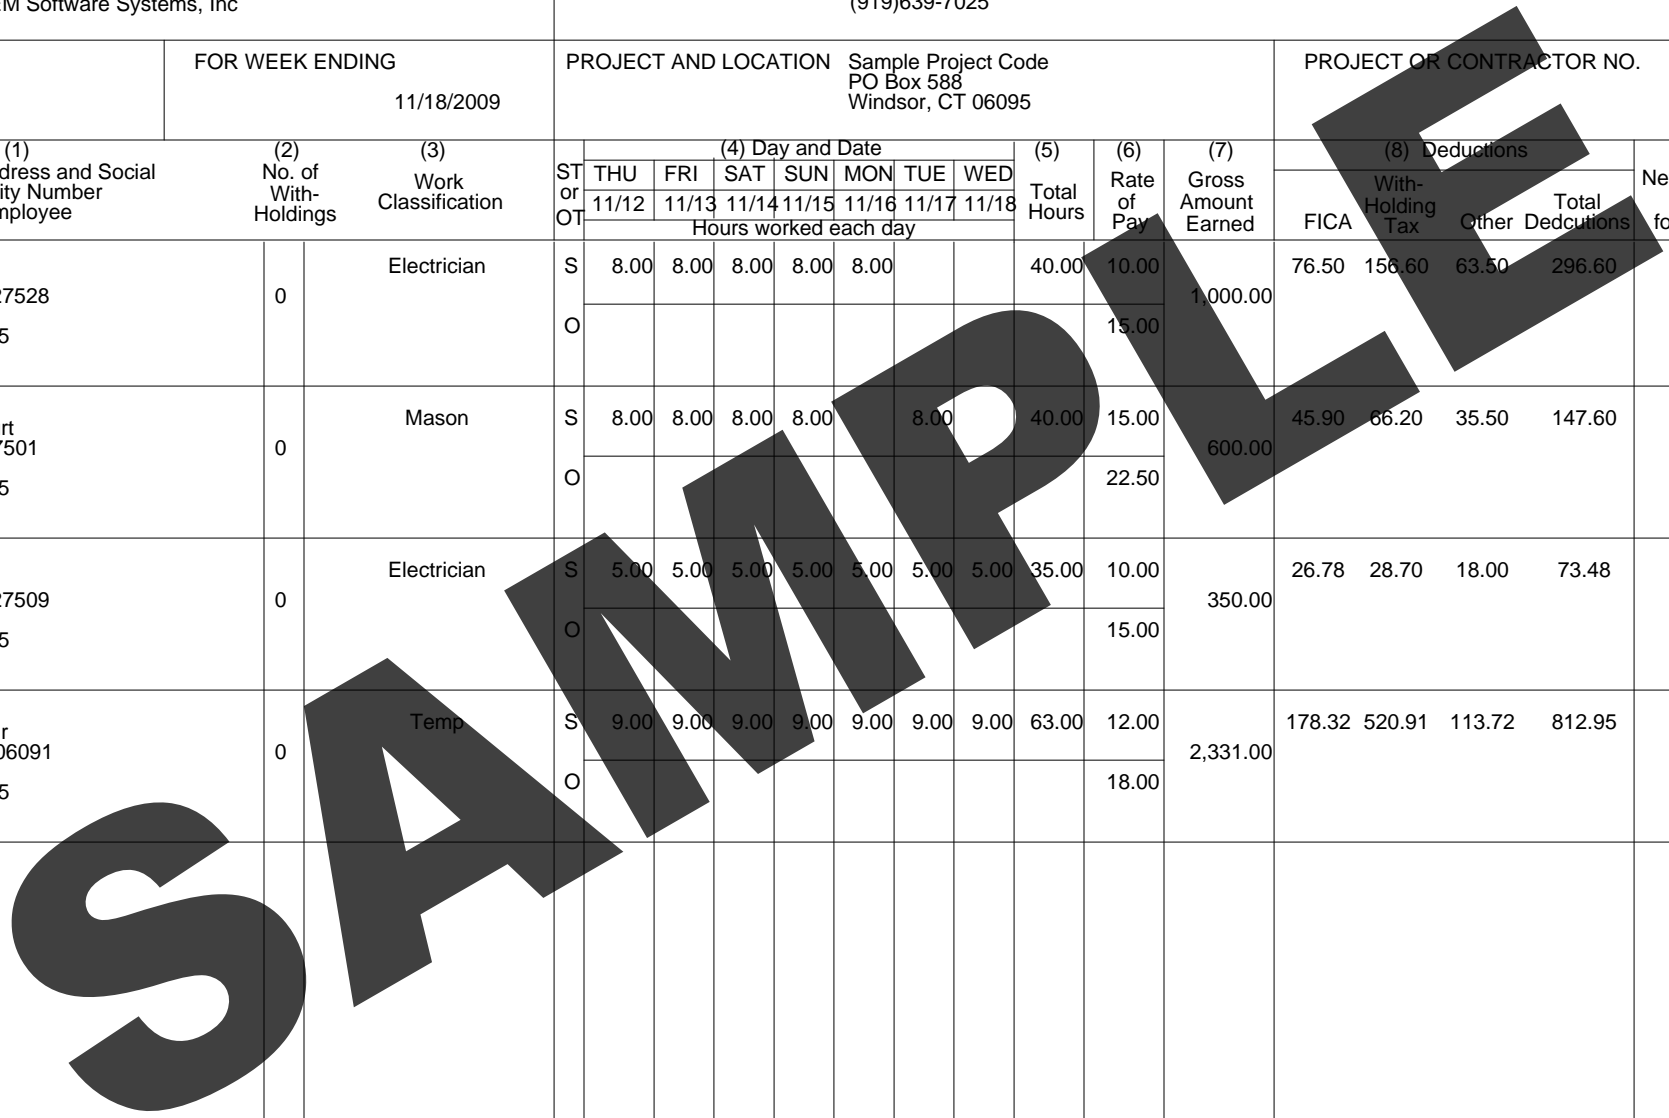 EM Software Systems, Inc
(919)639-7025
FOR WEEK ENDING
11/18/2009
PROJECT AND LOCATION Sample Project Code
PO Box 588
Windsor, CT 06095
PROJECT OR CONTRACTOR NO.
(1)
dress and Social
ity Number
mployee
(2)
No. of
With-
Holdings
(3)
Work
Classification
ST
or
OT
(4) Day and Date
THU FRI SAT SUN MON TUE WED
11/12 11/13 11/14 11/15 11/16 11/17 11/18
Hours worked each day
(5)
Total
Hours
(6)
Rate
of
Pay
(7)
Gross
Amount
Earned
(8) Deductions
FICA
With-
Holding
Tax
Other
Total
Dedcutions
Ne
fo
Electrician S 8.00 8.00 8.00 8.00 8.00 40.00 10.00 76.50 156.60 63.50 296.60
27528 0 1,000.00
5 O 15.00
Mason S 8.00 8.00 8.00 8.00 8.00 40.00 15.00 45.90 66.20 35.50 147.60
rt
7501 0 600.00
5 O 22.50
Electrician S 5.00 5.00 5.00 5.00 5.00 5.00 5.00 35.00 10.00 26.78 28.70 18.00 73.48
27509 0 350.00
5 O 15.00
Temp S 9.00 9.00 9.00 9.00 9.00 9.00 9.00 63.00 12.00 178.32 520.91 113.72 812.95
r
06091 0 2,331.00
5 O 18.00
SAMPLE